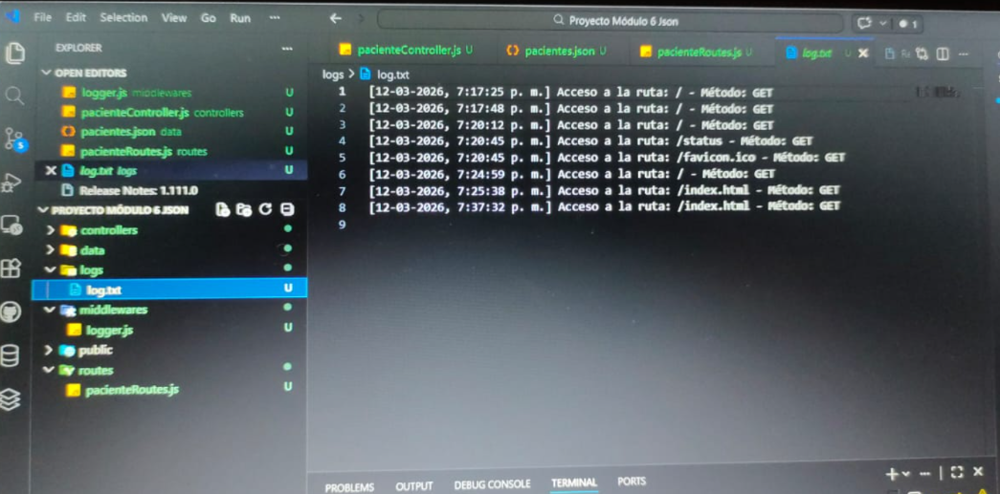 File Edit Selection View Go Run ···
Proyecto Módulo 6 Json
1
EXPLORER ···
OPEN EDITORS
logger.js middlewares U
pacienteController.js controllers U
pacientes.json data U
pacienteRoutes.js routes U
log.txt logs U
Release Notes: 1.111.0
PROYECTO MÓDULO 6 JSON
controllers
data
logs
log.txt U
middlewares
logger.js U
public
routes
pacienteRoutes.js U
pacienteController.js U pacientes.json U pacienteRoutes.js U log.txt U
logs > log.txt
1 [12-03-2026, 7:17:25 p. m.] Acceso a la ruta: / - Método: GET
2 [12-03-2026, 7:17:48 p. m.] Acceso a la ruta: / - Método: GET
3 [12-03-2026, 7:20:12 p. m.] Acceso a la ruta: / - Método: GET
4 [12-03-2026, 7:20:45 p. m.] Acceso a la ruta: /status - Método: GET
5 [12-03-2026, 7:20:45 p. m.] Acceso a la ruta: /favicon.ico - Método: GET
6 [12-03-2026, 7:24:59 p. m.] Acceso a la ruta: / - Método: GET
7 [12-03-2026, 7:25:38 p. m.] Acceso a la ruta: /index.html - Método: GET
8 [12-03-2026, 7:37:32 p. m.] Acceso a la ruta: /index.html - Método: GET
9
PROBLEMS OUTPUT DEBUG CONSOLE TERMINAL PORTS